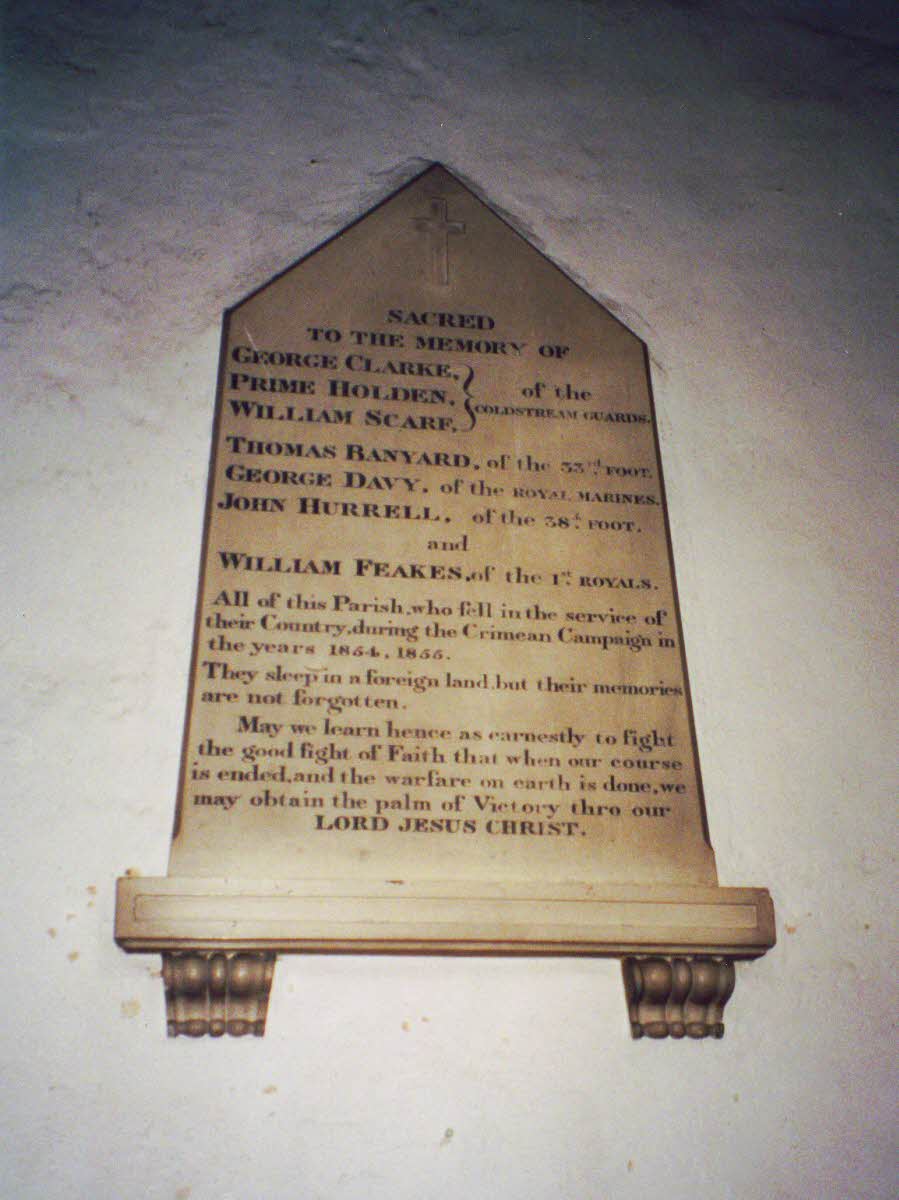 SACRED
TO THE MEMORY OF
GEORGE CLARKE,
PRIME HOLDEN,
WILLIAM SCARF,
of the
COLDSTREAM GUARDS.
THOMAS BANYARD, of the 33rd FOOT.
GEORGE DAVY, of the ROYAL MARINES.
JOHN HURRELL, of the 38th FOOT.
and
WILLIAM FEAKES, of the 1st ROYALS.
All of this Parish, who fell in the service of
their Country, during the Crimean Campaign in
the years 1854, 1855.
They sleep in a foreign land, but their memories
are not forgotten.
May we learn hence as earnestly to fight
the good fight of Faith that when our course
is ended, and the warfare on earth is done, we
may obtain the palm of Victory thro our
LORD JESUS CHRIST.